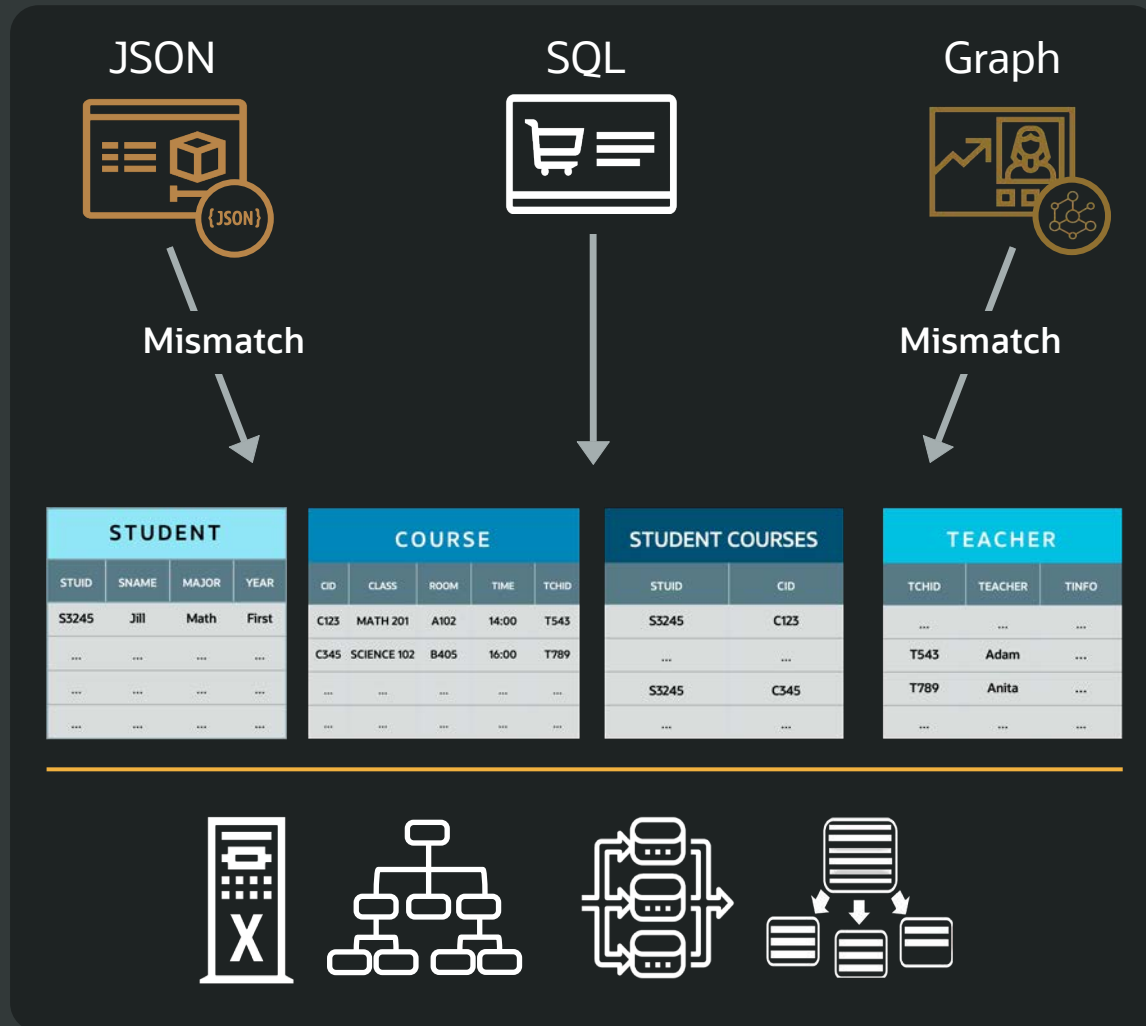 JSON
SQL
Graph
{JSON}
Mismatch
Mismatch
STUDENT
STUID SNAME MAJOR YEAR
S3245 Jill Math First
... ... ... ...
... ... ... ...
... ... ... ...
COURSE
CID CLASS ROOM TIME TCHID
C123 MATH 201 A102 14:00 T543
C345 SCIENCE 102 B405 16:00 T789
... ... ... ... ...
... ... ... ... ...
STUDENT COURSES
STUID CID
S3245 C123
... ...
S3245 C345
... ...
TEACHER
TCHID TEACHER TINFO
... ... ...
T543 Adam ...
T789 Anita ...
... ... ...
X